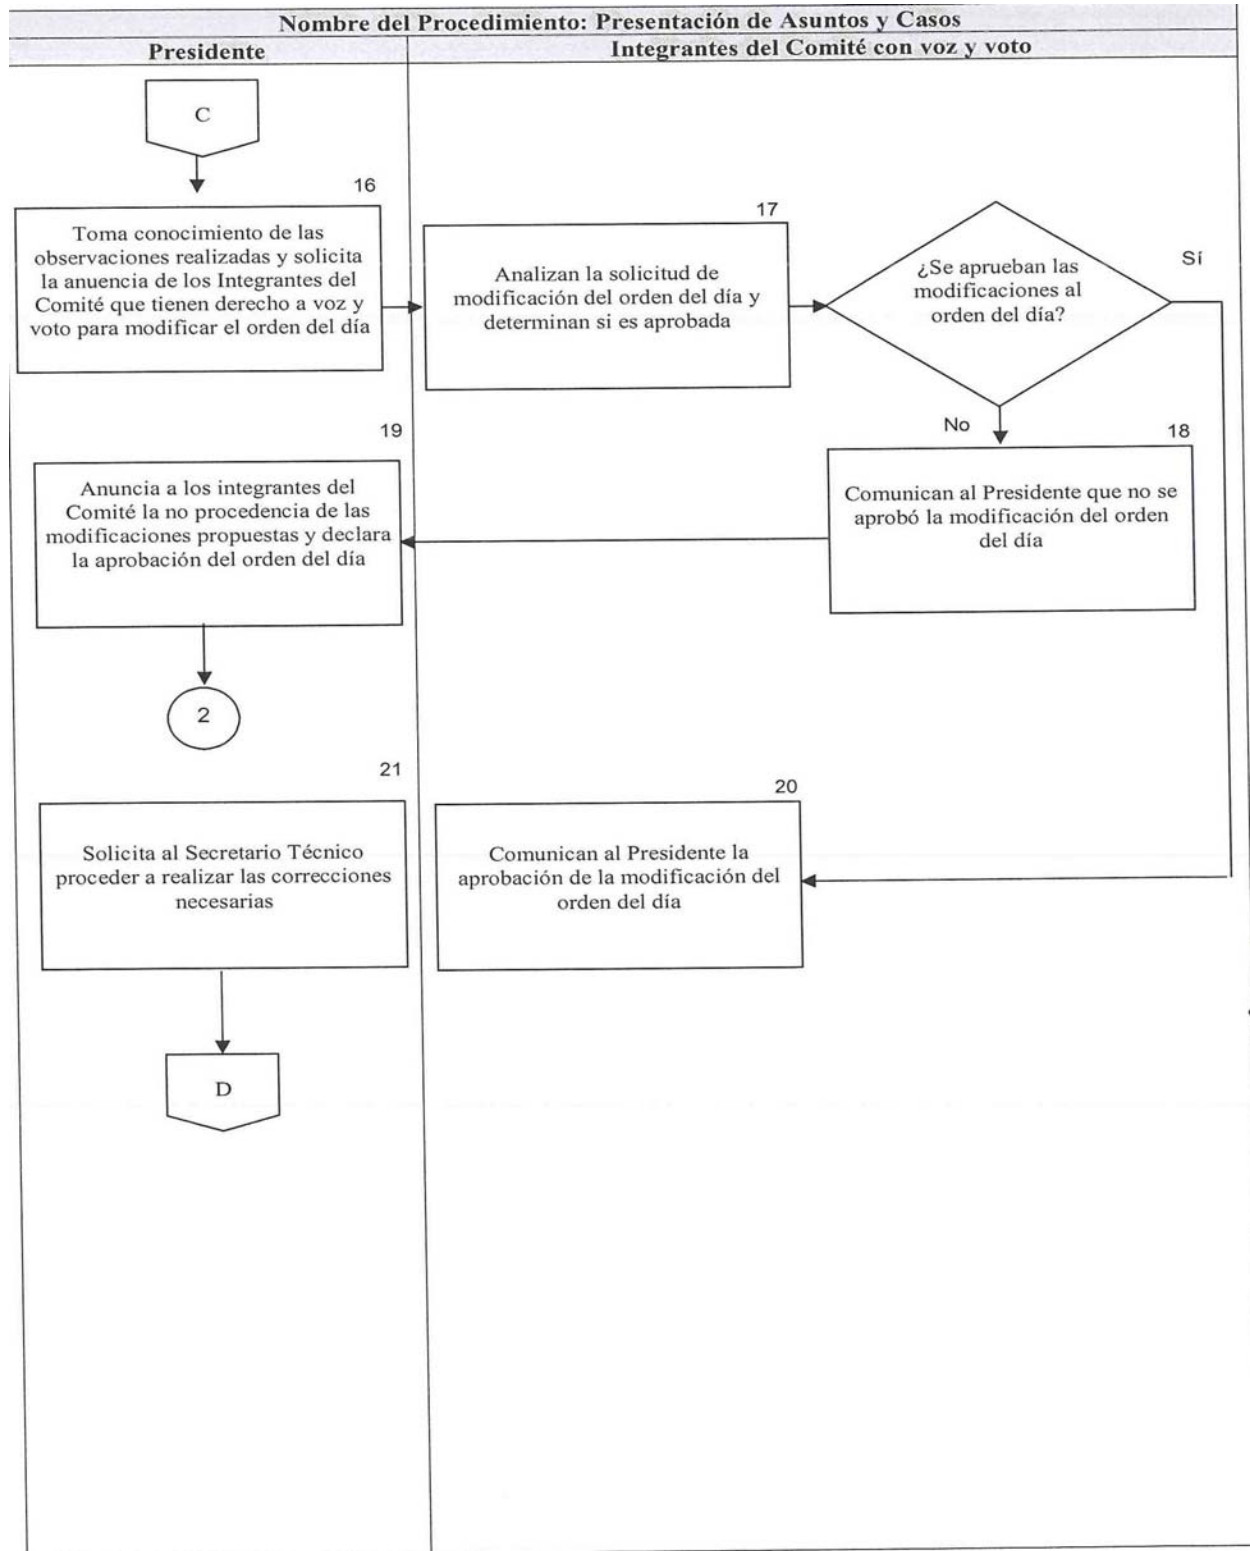 Nombre del Procedimiento: Presentación de Asuntos y Casos
Presidente
Integrantes del Comité con voz y voto
C
16
Toma conocimiento de las
observaciones realizadas y solicita
la anuencia de los Integrantes del
Comité que tienen derecho a voz y
voto para modificar el orden del día
17
Analizan la solicitud de
modificación del orden del día y
determinan si es aprobada
¿Se aprueban las
modificaciones al
orden del día?
Sí
No
18
Comunican al Presidente que no se
aprobó la modificación del orden
del día
19
Anuncia a los integrantes del
Comité la no procedencia de las
modificaciones propuestas y declara
la aprobación del orden del día
2
20
Comunican al Presidente la
aprobación de la modificación del
orden del día
21
Solicita al Secretario Técnico
proceder a realizar las correcciones
necesarias
D